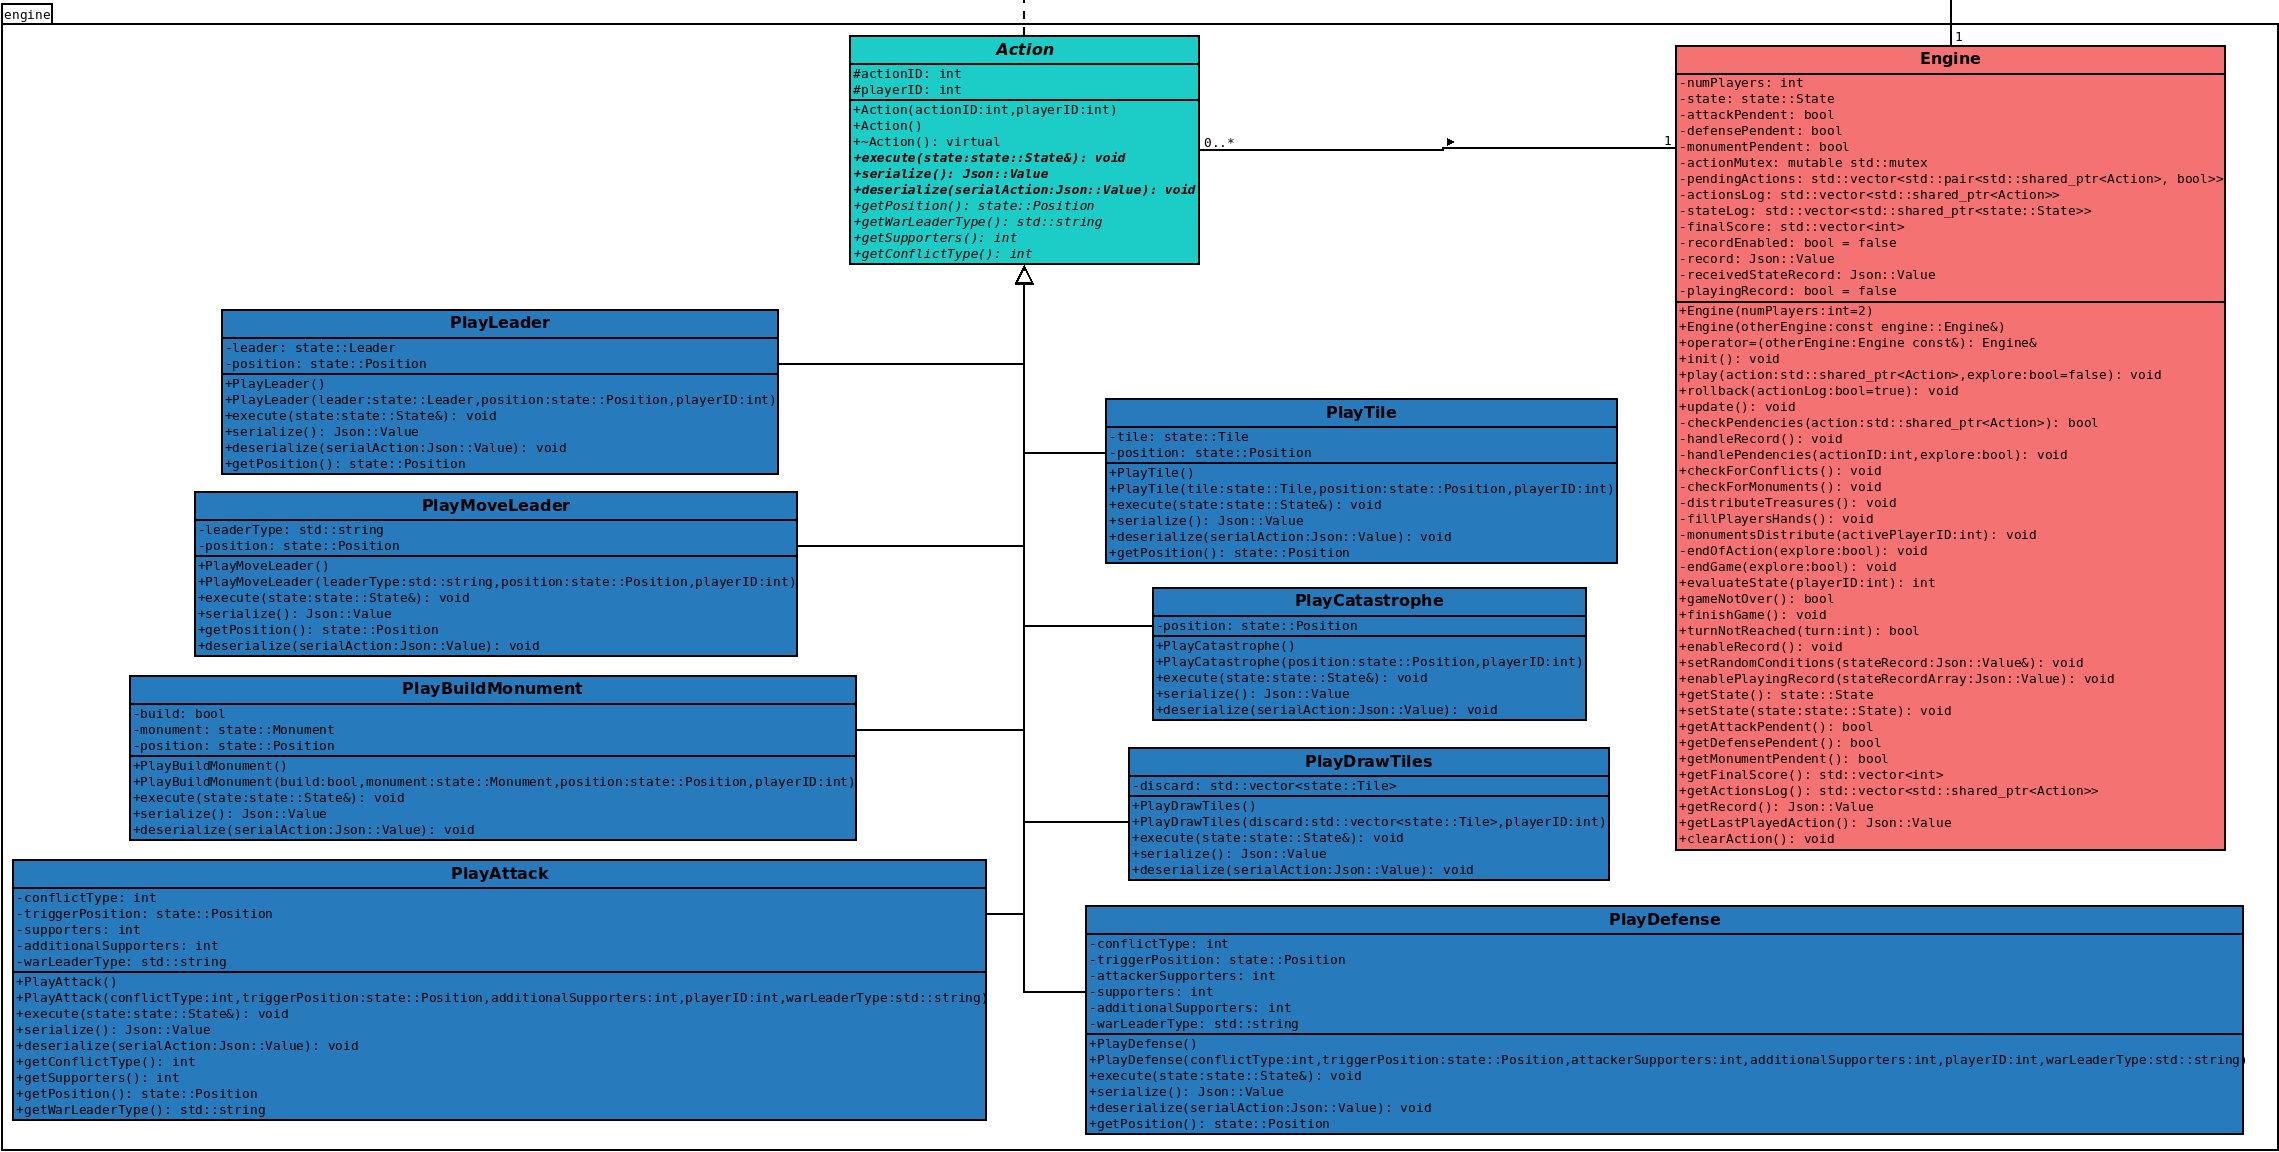 engine
Action
#actionID: int
#playerID: int
+Action(actionID:int,playerID:int)
+Action()
+~Action(): virtual
+execute(state:state::State&): void
+serialize(): Json::Value
+deserialize(serialAction:Json::Value): void
+getPosition(): state::Position
+getWarLeaderType(): std::string
+getSupporters(): int
+getConflictType(): int
0..*
1
1
Engine
-numPlayers: int
-state: state::State
-attackPendent: bool
-defensePendent: bool
-monumentPendent: bool
-actionMutex: mutable std::mutex
-pendingActions: std::vector<std::pair<std::shared_ptr<Action>, bool>>
-actionsLog: std::vector<std::shared_ptr<Action>>
-stateLog: std::vector<std::shared_ptr<state::State>>
-finalScore: std::vector<int>
-recordEnabled: bool = false
-record: Json::Value
-receivedStateRecord: Json::Value
-playingRecord: bool = false
+Engine(numPlayers:int=2)
+Engine(otherEngine:const engine::Engine&)
+operator=(otherEngine:Engine const&): Engine&
+init(): void
+play(action:std::shared_ptr<Action>,explore:bool=false): void
+rollback(actionLog:bool=true): void
+update(): void
-checkPendencies(action:std::shared_ptr<Action>): bool
-handleRecord(): void
-handlePendencies(actionID:int,explore:bool): void
+checkForConflicts(): void
-checkForMonuments(): void
-distributeTreasures(): void
-fillPlayersHands(): void
-monumentsDistribute(activePlayerID:int): void
-endOfAction(explore:bool): void
-endGame(explore:bool): void
+evaluateState(playerID:int): int
+gameNotOver(): bool
+finishGame(): void
+turnNotReached(turn:int): bool
+enableRecord(): void
+setRandomConditions(stateRecord:Json::Value&): void
+enablePlayingRecord(stateRecordArray:Json::Value): void
+getState(): state::State
+setState(state:state::State): void
+getAttackPendent(): bool
+getDefensePendent(): bool
+getMonumentPendent(): bool
+getFinalScore(): std::vector<int>
+getActionsLog(): std::vector<std::shared_ptr<Action>>
+getRecord(): Json::Value
+getLastPlayedAction(): Json::Value
+clearAction(): void
PlayLeader
-leader: state::Leader
-position: state::Position
+PlayLeader()
+PlayLeader(leader:state::Leader,position:state::Position,playerID:int)
+execute(state:state::State&): void
+serialize(): Json::Value
+deserialize(serialAction:Json::Value): void
+getPosition(): state::Position
PlayTile
-tile: state::Tile
-position: state::Position
+PlayTile()
+PlayTile(tile:state::Tile,position:state::Position,playerID:int)
+execute(state:state::State&): void
+serialize(): Json::Value
+deserialize(serialAction:Json::Value): void
+getPosition(): state::Position
PlayMoveLeader
-leaderType: std::string
-position: state::Position
+PlayMoveLeader()
+PlayMoveLeader(leaderType:std::string,position:state::Position,playerID:int)
+execute(state:state::State&): void
+serialize(): Json::Value
+getPosition(): state::Position
+deserialize(serialAction:Json::Value): void
PlayCatastrophe
-position: state::Position
+PlayCatastrophe()
+PlayCatastrophe(position:state::Position,playerID:int)
+execute(state:state::State&): void
+serialize(): Json::Value
+deserialize(serialAction:Json::Value): void
PlayBuildMonument
-build: bool
-monument: state::Monument
-position: state::Position
+PlayBuildMonument()
+PlayBuildMonument(build:bool,monument:state::Monument,position:state::Position,playerID:int)
+execute(state:state::State&): void
+serialize(): Json::Value
+deserialize(serialAction:Json::Value): void
PlayDrawTiles
-discard: std::vector<state::Tile>
+PlayDrawTiles()
+PlayDrawTiles(discard:std::vector<state::Tile>,playerID:int)
+execute(state:state::State&): void
+serialize(): Json::Value
+deserialize(serialAction:Json::Value): void
PlayAttack
-conflictType: int
-triggerPosition: state::Position
-supporters: int
-additionalSupporters: int
-warLeaderType: std::string
+PlayAttack()
+PlayAttack(conflictType:int,triggerPosition:state::Position,additionalSupporters:int,playerID:int,warLeaderType:std::string)
+execute(state:state::State&): void
+serialize(): Json::Value
+deserialize(serialAction:Json::Value): void
+getConflictType(): int
+getSupporters(): int
+getPosition(): state::Position
+getWarLeaderType(): std::string
PlayDefense
-conflictType: int
-triggerPosition: state::Position
-attackerSupporters: int
-supporters: int
-additionalSupporters: int
-warLeaderType: std::string
+PlayDefense()
+PlayDefense(conflictType:int,triggerPosition:state::Position,attackerSupporters:int,additionalSupporters:int,playerID:int,warLeaderType:std::string)
+execute(state:state::State&): void
+serialize(): Json::Value
+deserialize(serialAction:Json::Value): void
+getPosition(): state::Position